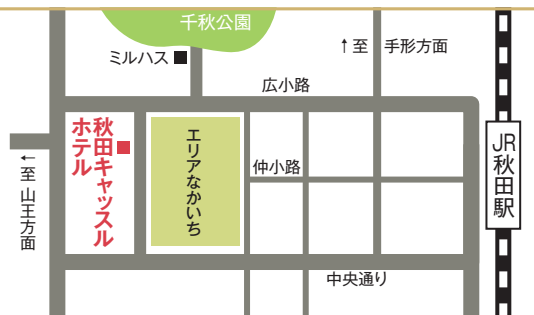 千秋公園
ミルハス
↑至 手形方面
広小路
秋田キャッスル
ホテル
エリアなかいち
仲小路
JR秋田駅
←至 山王方面
中央通り